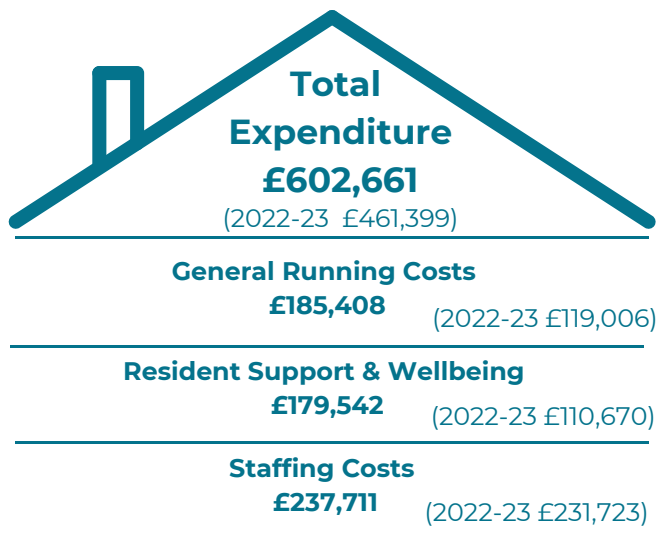 Total
Expenditure
£602,661
(2022-23 £461,399)
General Running Costs
£185,408
(2022-23 £119,006)
Resident Support & Wellbeing
£179,542
(2022-23 £110,670)
Staffing Costs
£237,711
(2022-23 £231,723)